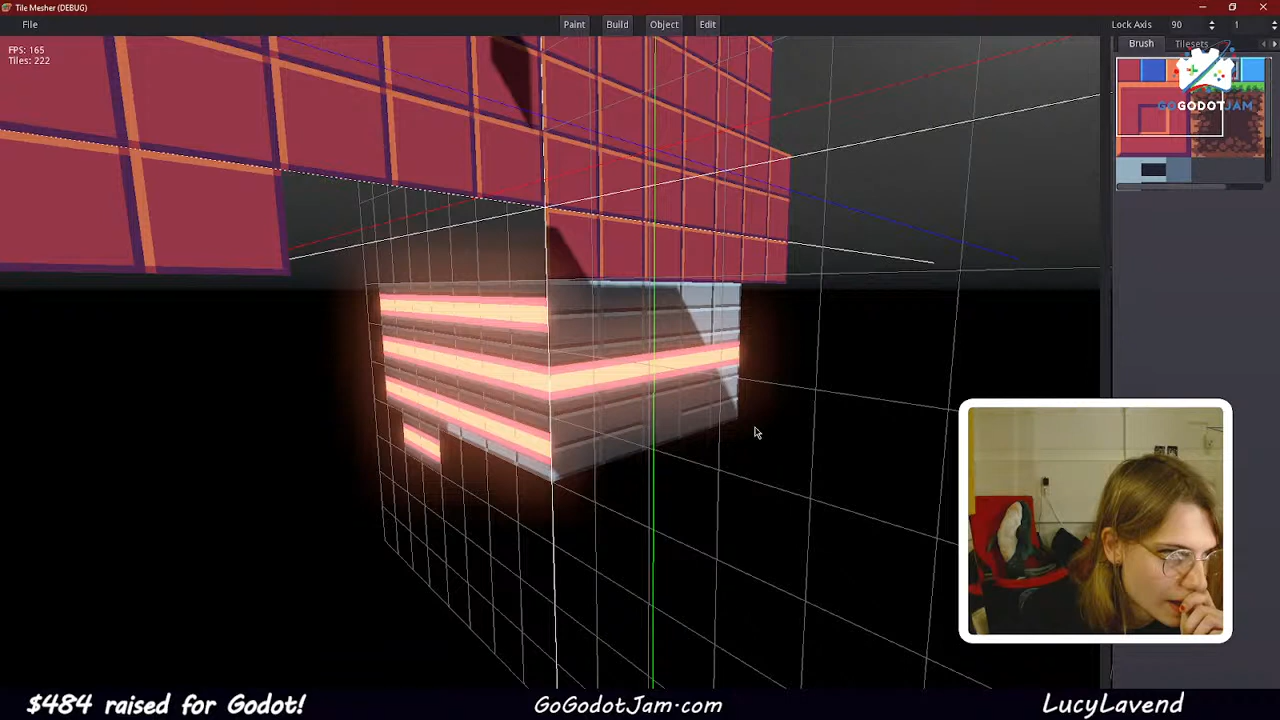 Tile Mesher (DEBUG)
File
Paint
Build
Object
Edit
Lock Axis
90
1
FPS: 165
Tiles: 222
Brush
Tilesets
GOGODOTJAM
$484 raised for Godot!
GoGodotJam.com
LucyLavend